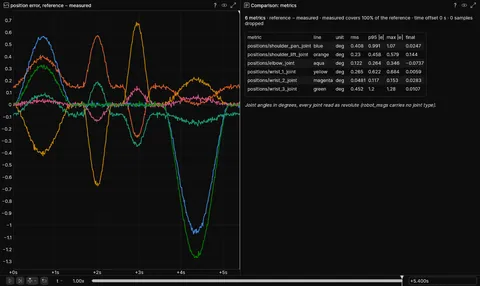 position error, reference − measured
Comparison: metrics
6 metrics · reference − measured · measured covers 100% of the reference · time offset 0 s · 0 samples
dropped
metric line unit rms p95 |e| max |e| final
positions/shoulder_pan_joint blue deg 0.408 0.991 1.07 0.0247
positions/shoulder_lift_joint orange deg 0.23 0.458 0.579 0.144
positions/elbow_joint aqua deg 0.122 0.264 0.346 -0.0737
positions/wrist_1_joint yellow deg 0.265 0.622 0.684 0.0059
positions/wrist_2_joint magenta deg 0.0481 0.117 0.153 0.0283
positions/wrist_3_joint green deg 0.452 1.2 1.28 0.0107
Joint angles in degrees, every joint read as revolute (robot_msgs carries no joint type).
0.7
0.6
0.5
0.4
0.3
0.2
0.1
0
-0.1
-0.2
-0.3
-0.4
-0.5
-0.6
-0.7
-0.8
-0.9
-1
-1.1
-1.2
-1.3
+0s +1s +2s +3s +4s +5s
1.00x
+5.400s